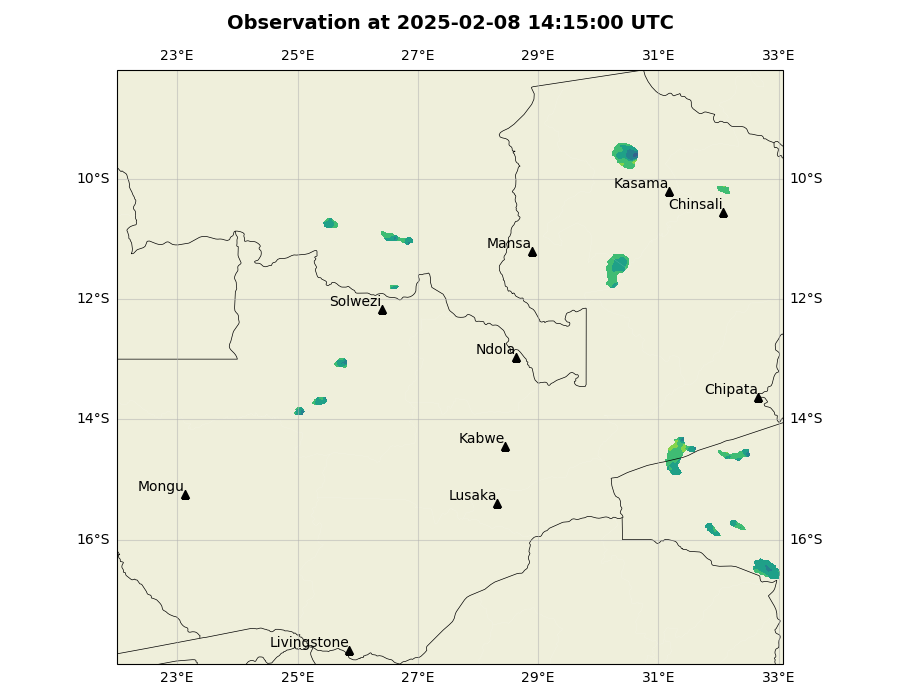 Observation at 2025-02-08 14:15:00 UTC
23°E 25°E 27°E 29°E 31°E 33°E
10°S 10°S
Kasama
Chinsali
Mansa
12°S 12°S
Solwezi
Ndola
Chipata
14°S 14°S
Kabwe
Mongu
Lusaka
16°S 16°S
Livingstone
23°E 25°E 27°E 29°E 31°E 33°E